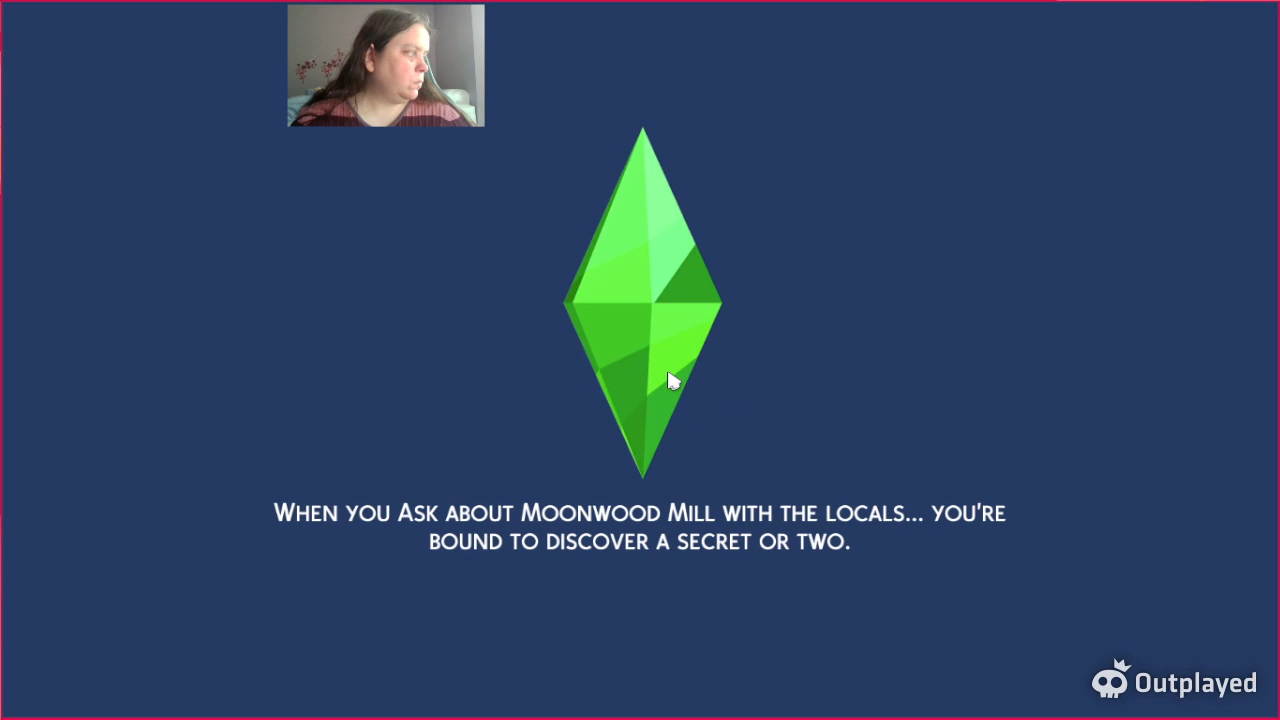 When you Ask about Moonwood Mill with the locals... you're
bound to discover a secret or two.
Outplayed